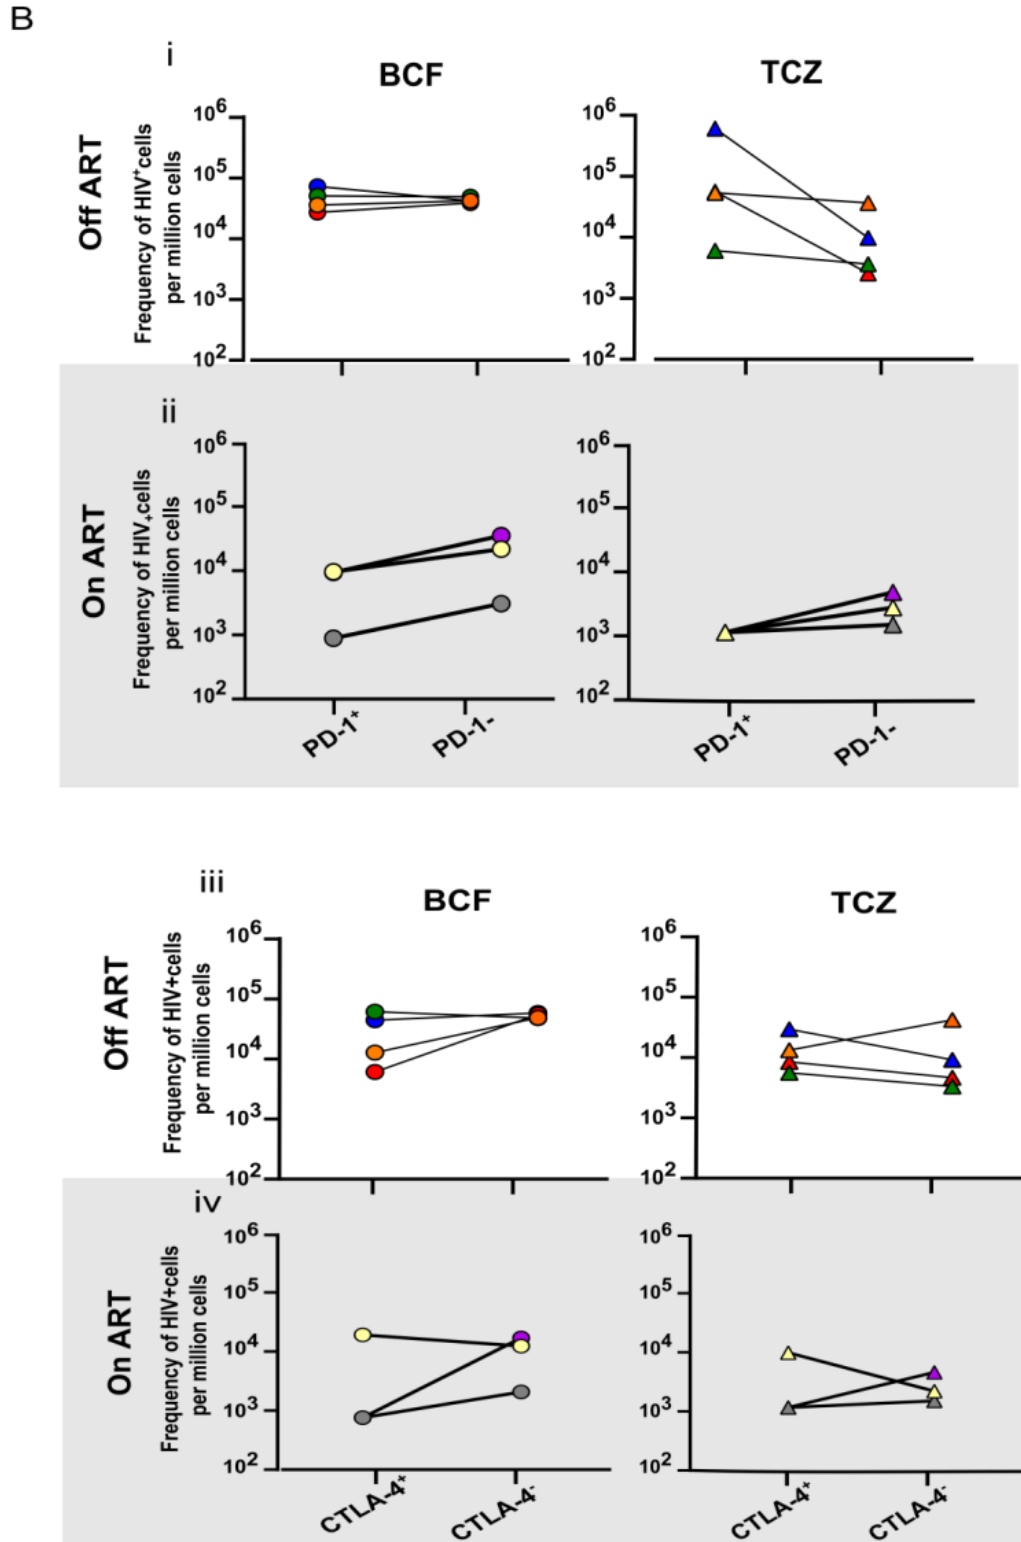 B
i
BCF
TCZ
Off ART
Frequency of HIV⁺cells
per million cells
10⁶
10⁵
10⁴
10³
10²
10⁶
10⁵
10⁴
10³
10²
ii
On ART
Frequency of HIV₊cells
per million cells
10⁶
10⁵
10⁴
10³
10²
10⁶
10⁵
10⁴
10³
10²
PD-1⁺
PD-1-
PD-1⁺
PD-1-
iii
BCF
TCZ
Off ART
Frequency of HIV+cells
per million cells
10⁶
10⁵
10⁴
10³
10²
10⁶
10⁵
10⁴
10³
10²
iv
On ART
Frequency of HIV+cells
per million cells
10⁶
10⁵
10⁴
10³
10²
10⁶
10⁵
10⁴
10³
10²
CTLA-4⁺
CTLA-4⁻
CTLA-4⁺
CTLA-4⁻